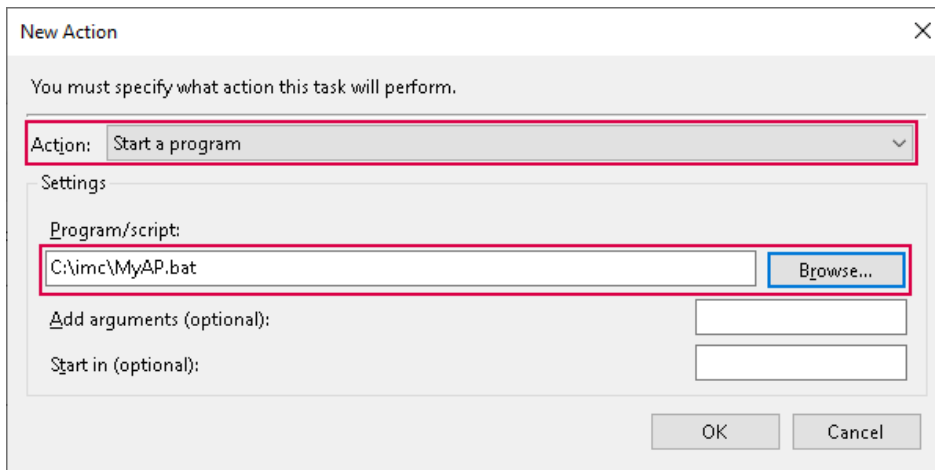 New Action
You must specify what action this task will perform.
Action: Start a program
Settings
Program/script:
C:\imc\MyAP.bat Browse...
Add arguments (optional):
Start in (optional):
OK Cancel